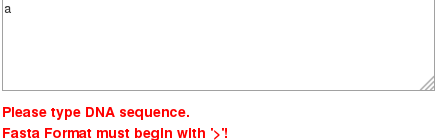 a
Please type DNA sequence.
Fasta Format must begin with '>'!